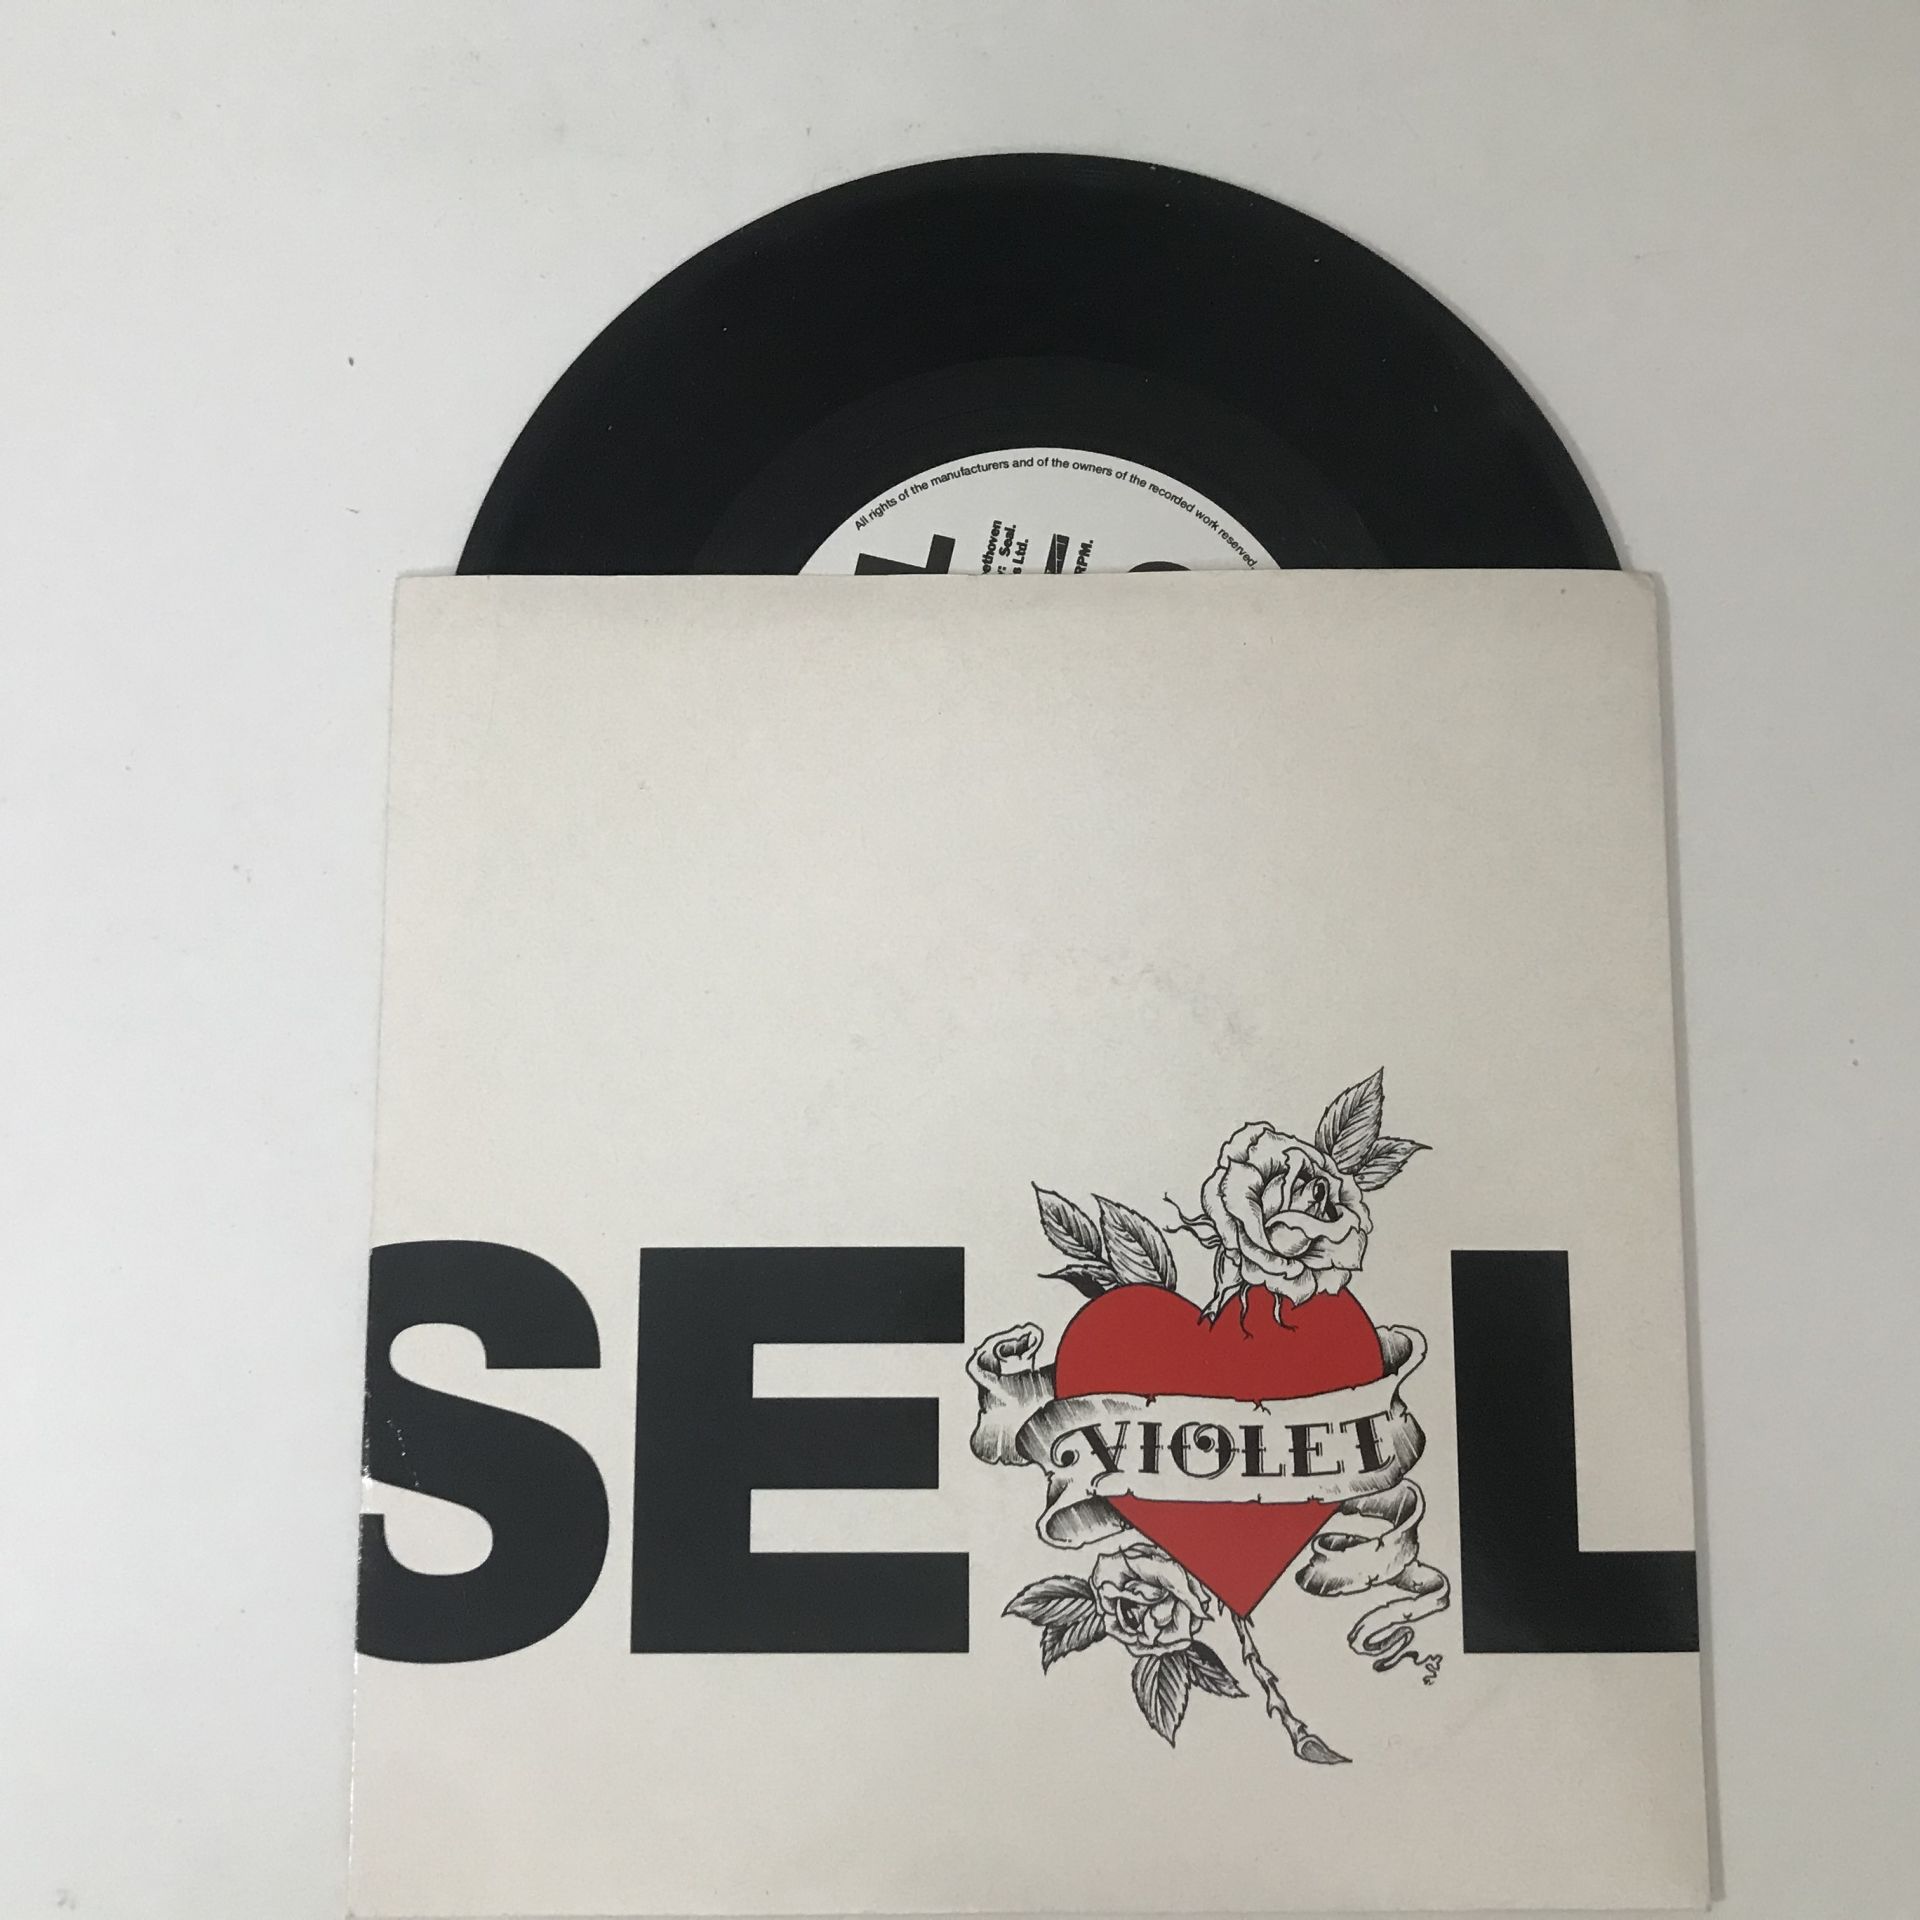 All rights of the manufacturers and of the owners of the recorded work reserved.
L
Seal.
s Ltd.
RPM.
SE L
VIOLET